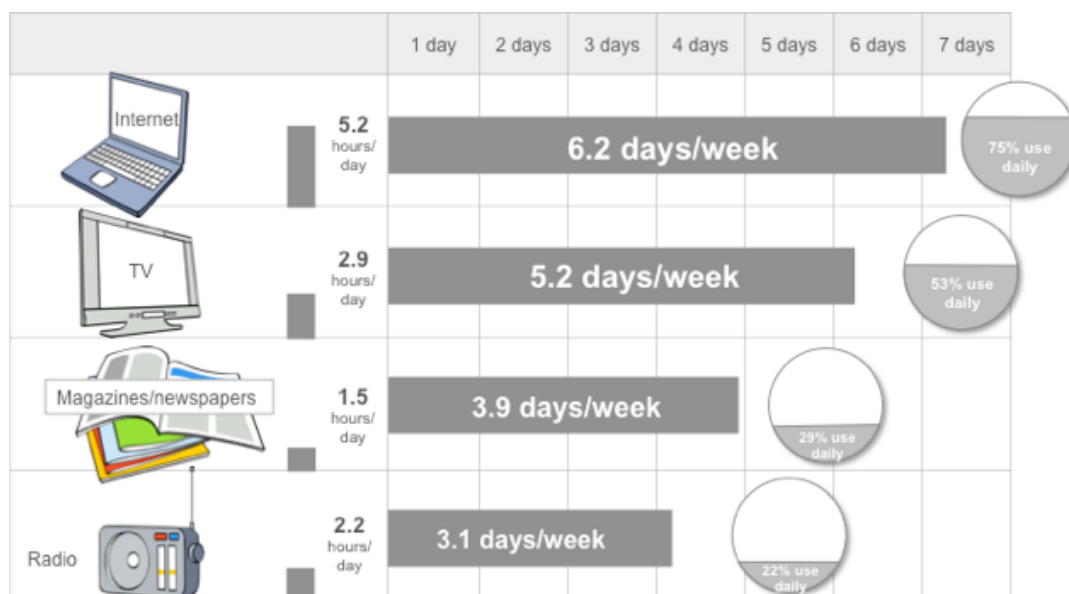 1 day 2 days 3 days 4 days 5 days 6 days 7 days
Internet
5.2
hours/
day
6.2 days/week
75% use
daily
TV
2.9
hours/
day
5.2 days/week
53% use
daily
Magazines/newspapers
1.5
hours/
day
3.9 days/week
29% use
daily
Radio
2.2
hours/
day
3.1 days/week
22% use
daily